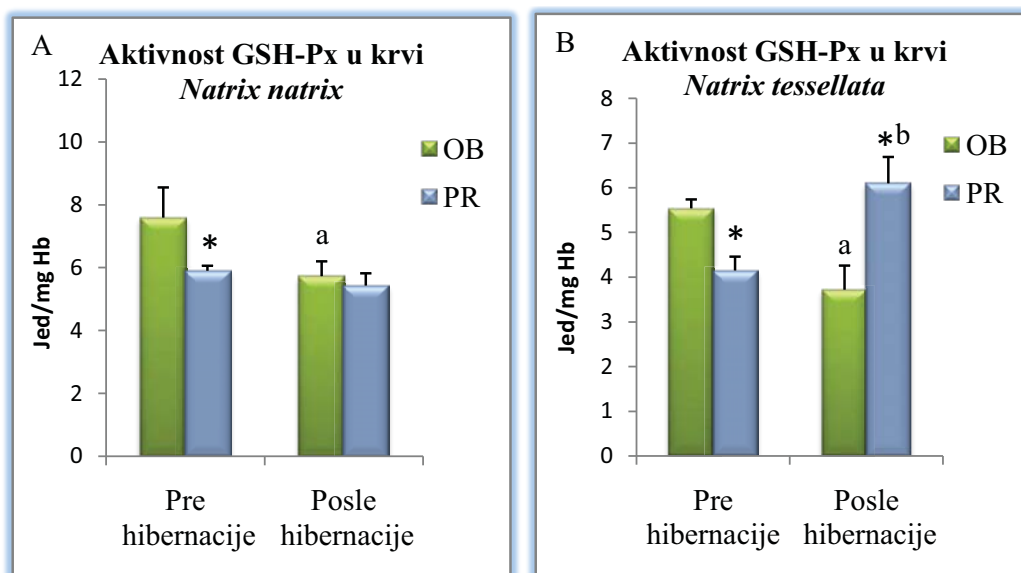 A
Aktivnost GSH-Px u krvi
Natrix natrix
12
10
8
6
4
2
0
Jed/mg Hb
*
a
OB
PR
Pre
hibernacije
Posle
hibernacije
B
Aktivnost GSH-Px u krvi
Natrix tessellata
8
7
6
5
4
3
2
1
0
Jed/mg Hb
*
a
*b
OB
PR
Pre
hibernacije
Posle
hibernacije